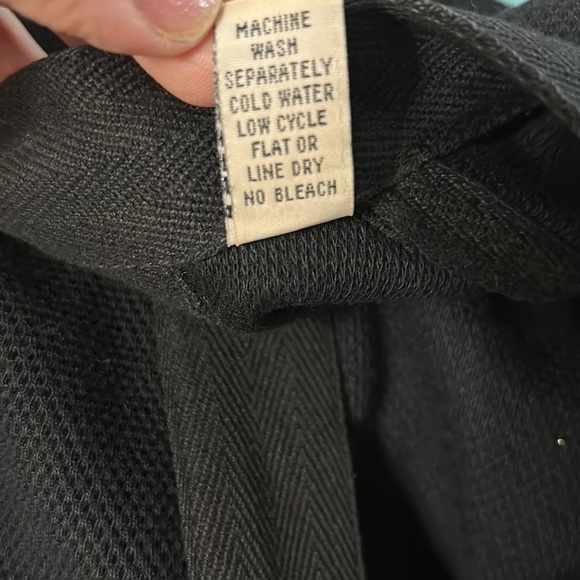 MACHINE
WASH
SEPARATELY
COLD WATER
LOW CYCLE
FLAT OR
LINE DRY
NO BLEACH